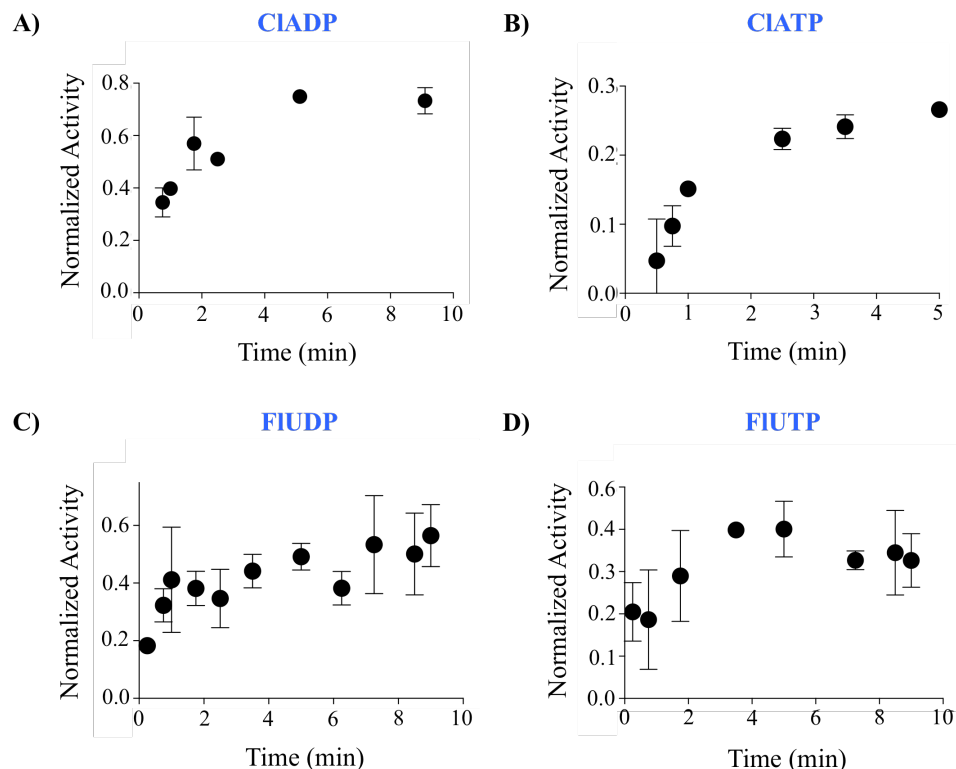 A)
ClADP
Normalized Activity
0.8
0.6
0.4
0.2
0.0
0 2 4 6 8 10
Time (min)
B)
ClATP
Normalized Activity
0.3
0.2
0.1
0.0
0 1 2 3 4 5
Time (min)
C)
FlUDP
Normalized Activity
0.6
0.4
0.2
0.0
0 2 4 6 8 10
Time (min)
D)
FlUTP
Normalized Activity
0.6
0.4
0.3
0.2
0.1
0.0
0 2 4 6 8 10
Time (min)